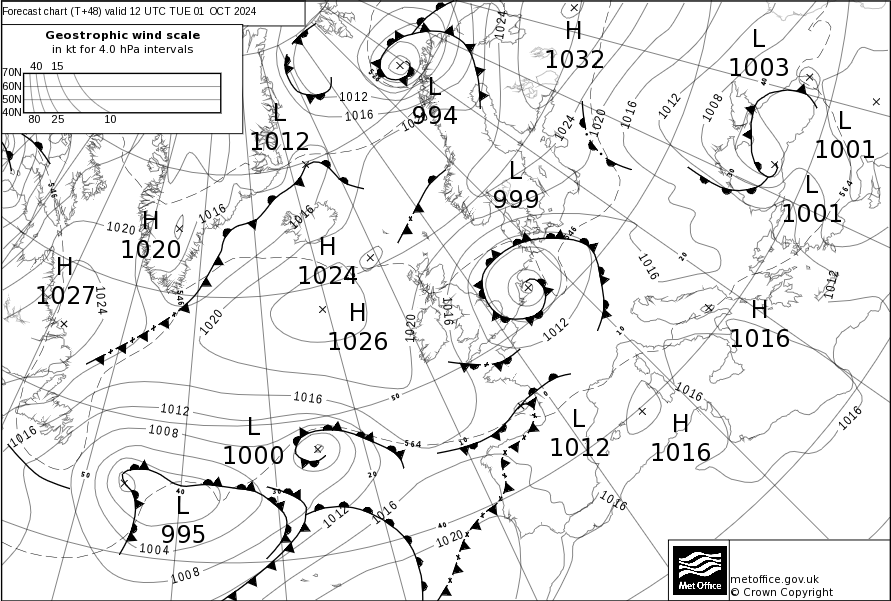 Forecast chart (T+48) valid 12 UTC TUE 01 OCT 2024
Geostrophic wind scale
in kt for 4.0 hPa intervals
40 15
70N
60N
50N
40N
80 25 10
H
1032
L
1003
L
1012
L
994
L
1001
L
999
L
1001
H
1020
H
1024
H
1027
H
1026
H
1016
L
1000
L
1012
H
1016
L
995
1024
1012
1016
1024
1020
1016
1012
1008
1020
1016
1016
1024
1020
1020
1016
1012
1016
1012
1016
1012
1008
1016
1016
1016
1016
1012
1016
1020
1004
1008
546
546
546
564
564
50
50
40
30
20
10
10
20
40
40
30
0
metoffice.gov.uk
© Crown Copyright
Met Office